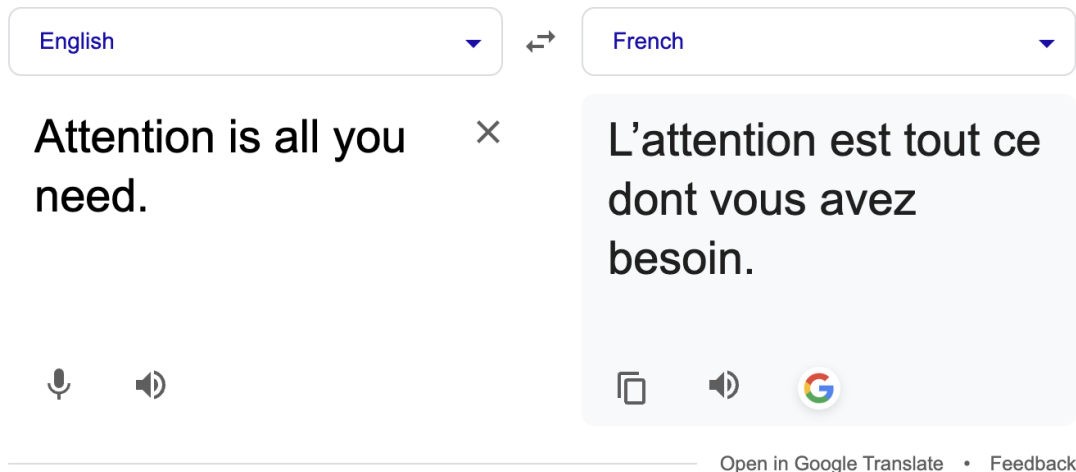 English
French
Attention is all you
need.
L’attention est tout ce
dont vous avez
besoin.
Open in Google Translate • Feedback